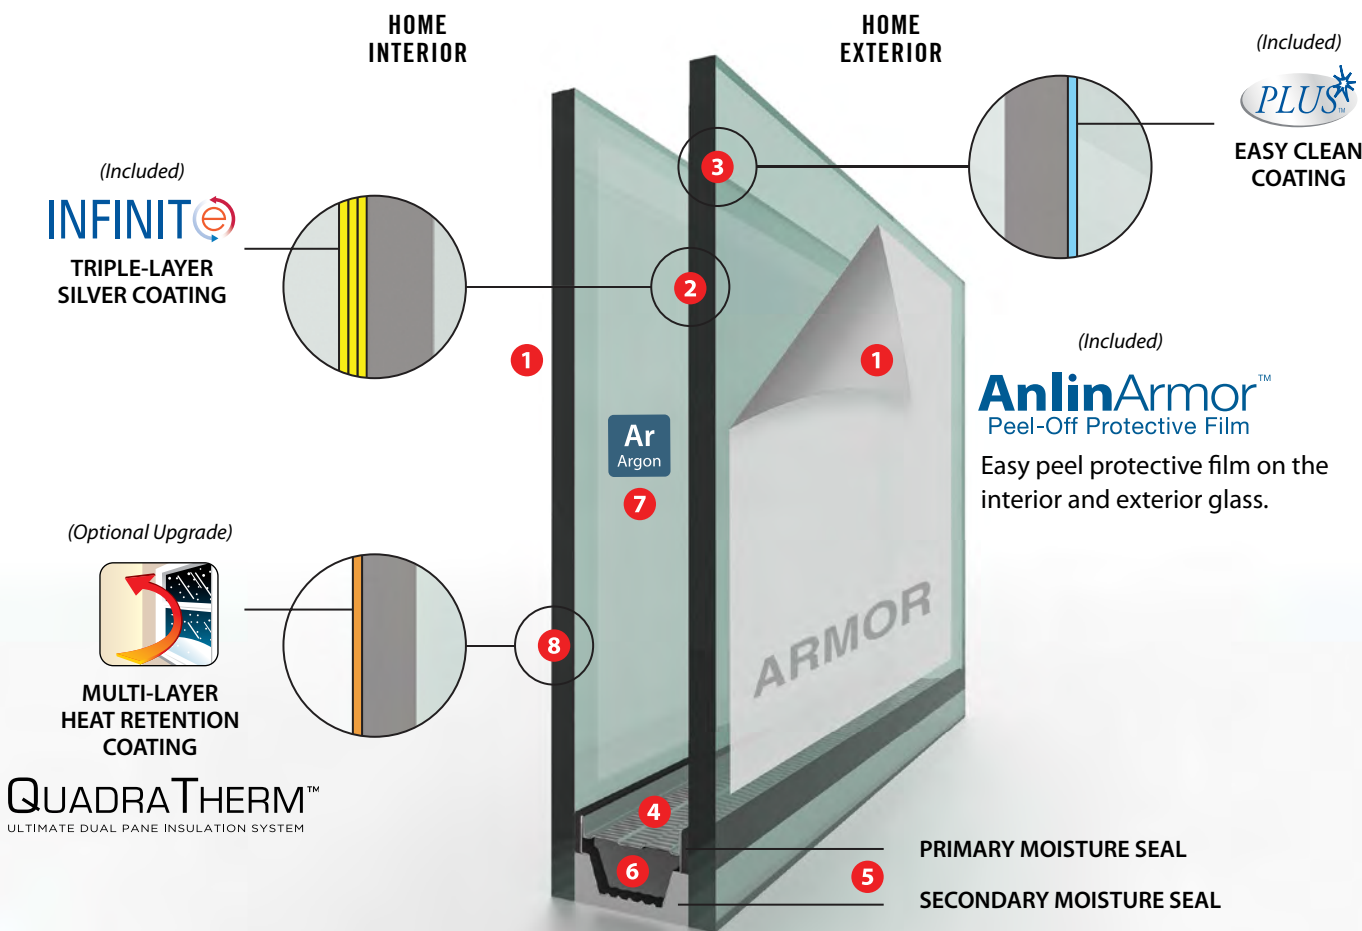 HOME
INTERIOR
HOME
EXTERIOR
(Included)
PLUS™
EASY CLEAN
COATING
3
(Included)
INFINITe
TRIPLE-LAYER
SILVER COATING
2
1
1
(Included)
AnlinArmor™
Peel-Off Protective Film
Easy peel protective film on the
interior and exterior glass.
Ar
Argon
7
(Optional Upgrade)
8
MULTI-LAYER
HEAT RETENTION
COATING
QUADRATHERM™
ULTIMATE DUAL PANE INSULATION SYSTEM
ARMOR
4
6
5
PRIMARY MOISTURE SEAL
SECONDARY MOISTURE SEAL